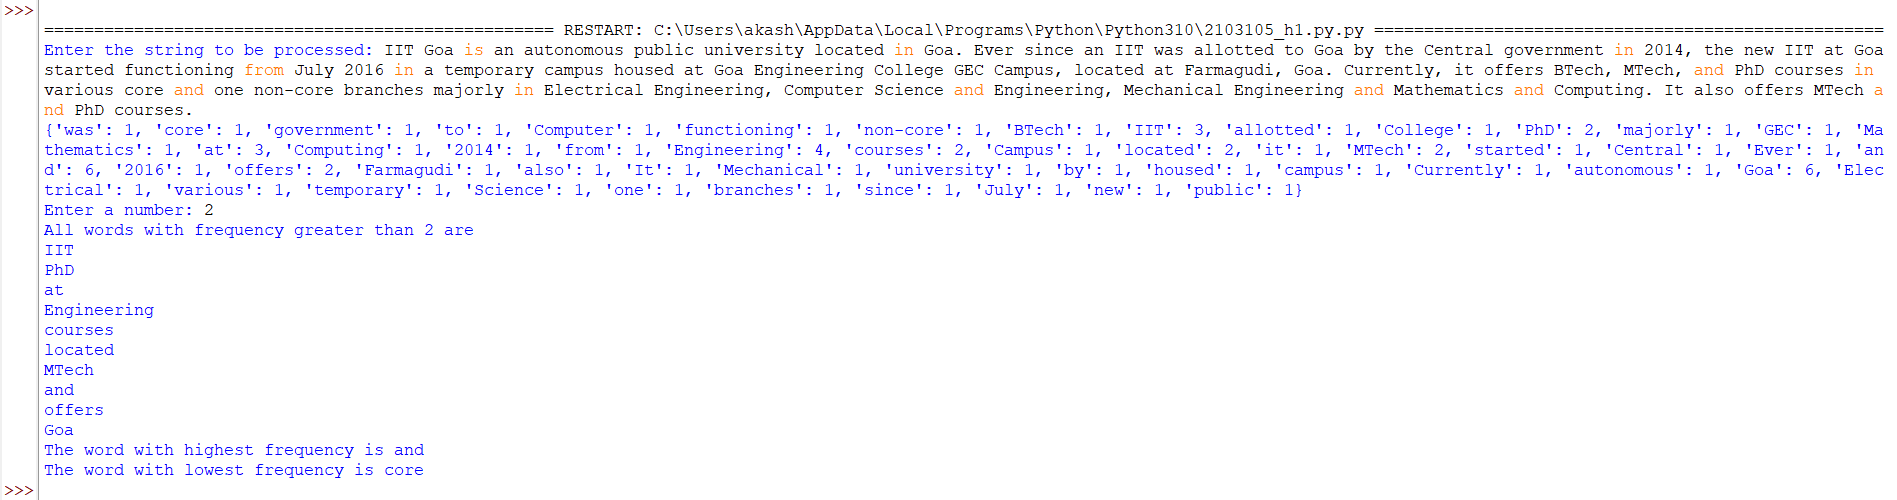 >>>
=================================================== RESTART: C:\Users\akash\AppData\Local\Programs\Python\Python310\2103105_h1.py.py ===================================================
Enter the string to be processed: IIT Goa is an autonomous public university located in Goa. Ever since an IIT was allotted to Goa by the Central government in 2014, the new IIT at Goa
started functioning from July 2016 in a temporary campus housed at Goa Engineering College GEC Campus, located at Farmagudi, Goa. Currently, it offers BTech, MTech, and PhD courses in
various core and one non-core branches majorly in Electrical Engineering, Computer Science and Engineering, Mechanical Engineering and Mathematics and Computing. It also offers MTech a
nd PhD courses.
{'was': 1, 'core': 1, 'government': 1, 'to': 1, 'Computer': 1, 'functioning': 1, 'non-core': 1, 'BTech': 1, 'IIT': 3, 'allotted': 1, 'College': 1, 'PhD': 2, 'majorly': 1, 'GEC': 1, 'Ma
thematics': 1, 'at': 3, 'Computing': 1, '2014': 1, 'from': 1, 'Engineering': 4, 'courses': 2, 'Campus': 1, 'located': 2, 'it': 1, 'MTech': 2, 'started': 1, 'Central': 1, 'Ever': 1, 'an
d': 6, '2016': 1, 'offers': 2, 'Farmagudi': 1, 'also': 1, 'It': 1, 'Mechanical': 1, 'university': 1, 'by': 1, 'housed': 1, 'campus': 1, 'Currently': 1, 'autonomous': 1, 'Goa': 6, 'Elec
trical': 1, 'various': 1, 'temporary': 1, 'Science': 1, 'one': 1, 'branches': 1, 'since': 1, 'July': 1, 'new': 1, 'public': 1}
Enter a number: 2
All words with frequency greater than 2 are
IIT
PhD
at
Engineering
courses
located
MTech
and
offers
Goa
The word with highest frequency is and
The word with lowest frequency is core
>>>